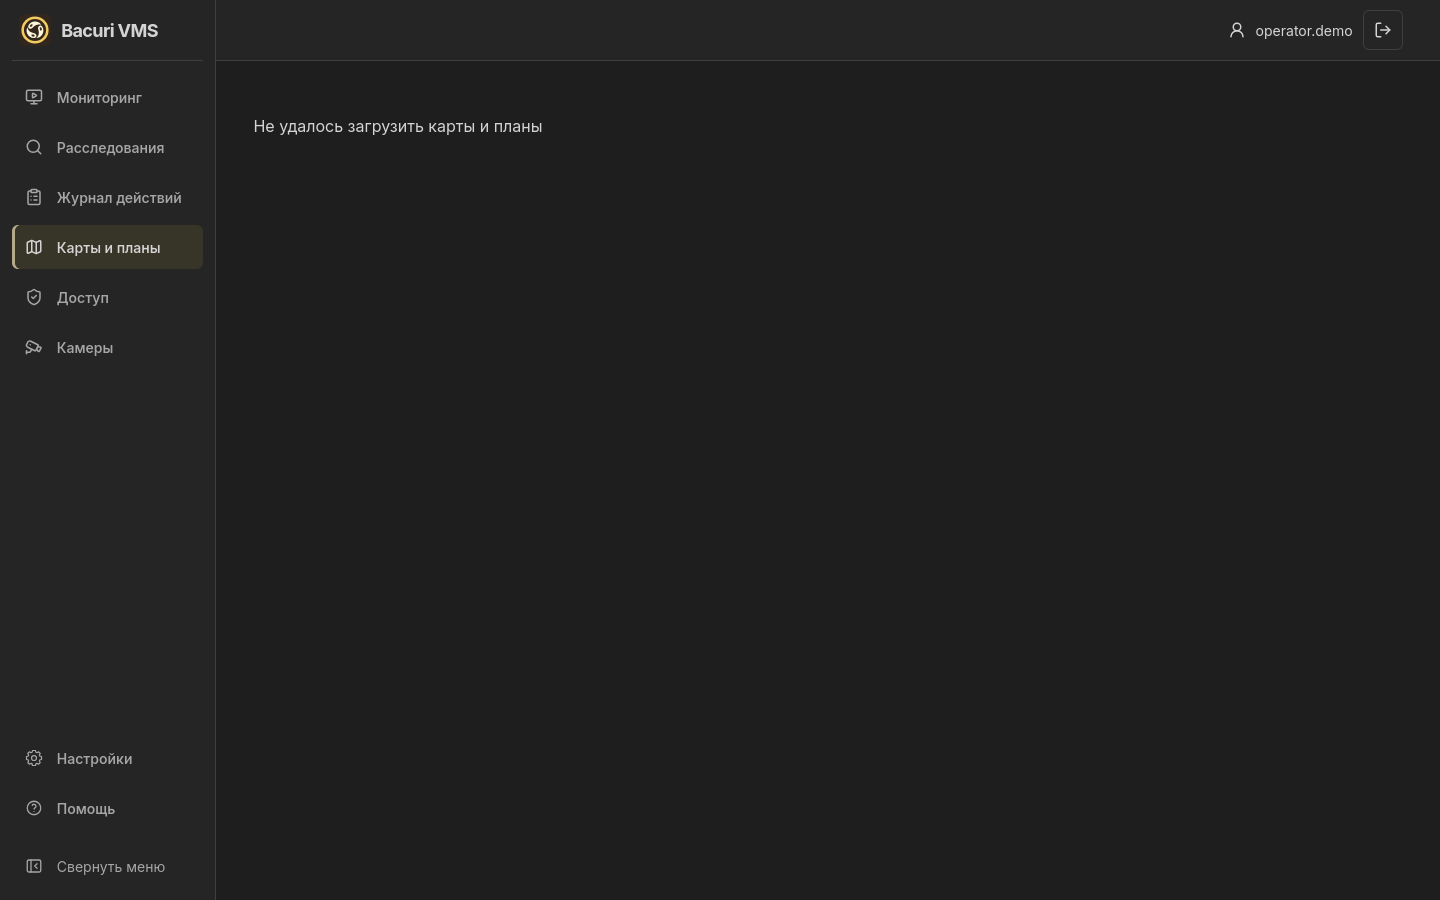 Bacuri VMS
operator.demo
Мониторинг
Расследования
Журнал действий
Карты и планы
Доступ
Камеры
Не удалось загрузить карты и планы
Настройки
Помощь
Свернуть меню